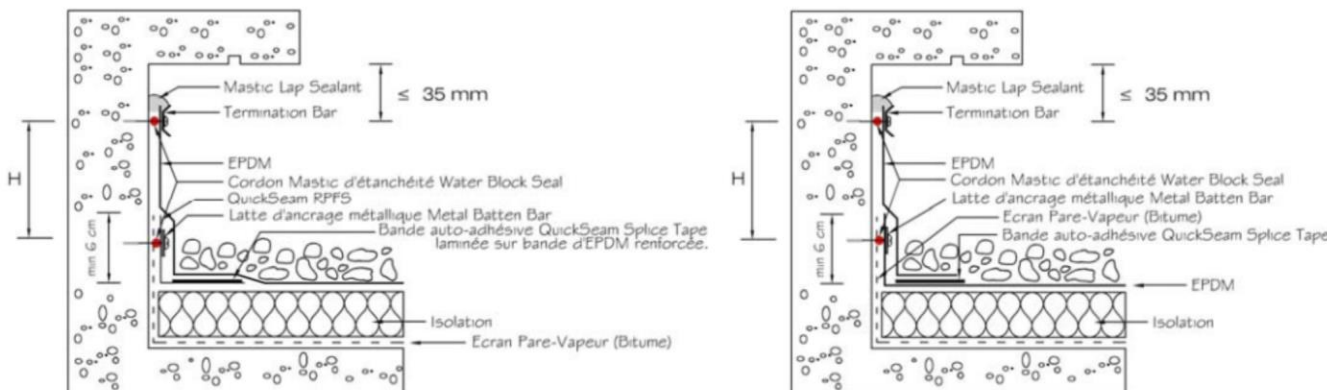 Mastic Lap Sealant
≤ 35 mm
Termination Bar
H
EPDM
Cordon Mastic d'étanchéité Water Block Seal
QuickSeam RPFS
Latte d'ancrage métallique Metal Batten Bar
Bande auto-adhésive QuickSeam Splice Tape
laminée sur bande d'EPDM renforcée.
min 6 cm
Isolation
Ecran Pare-Vapeur (Bitume)
Mastic Lap Sealant
≤ 35 mm
Termination Bar
H
EPDM
Cordon Mastic d'étanchéité Water Block Seal
Latte d'ancrage métallique Metal Batten Bar
Ecran Pare-Vapeur (Bitume)
Bande auto-adhésive QuickSeam Splice Tape
min 6 cm
EPDM
Isolation